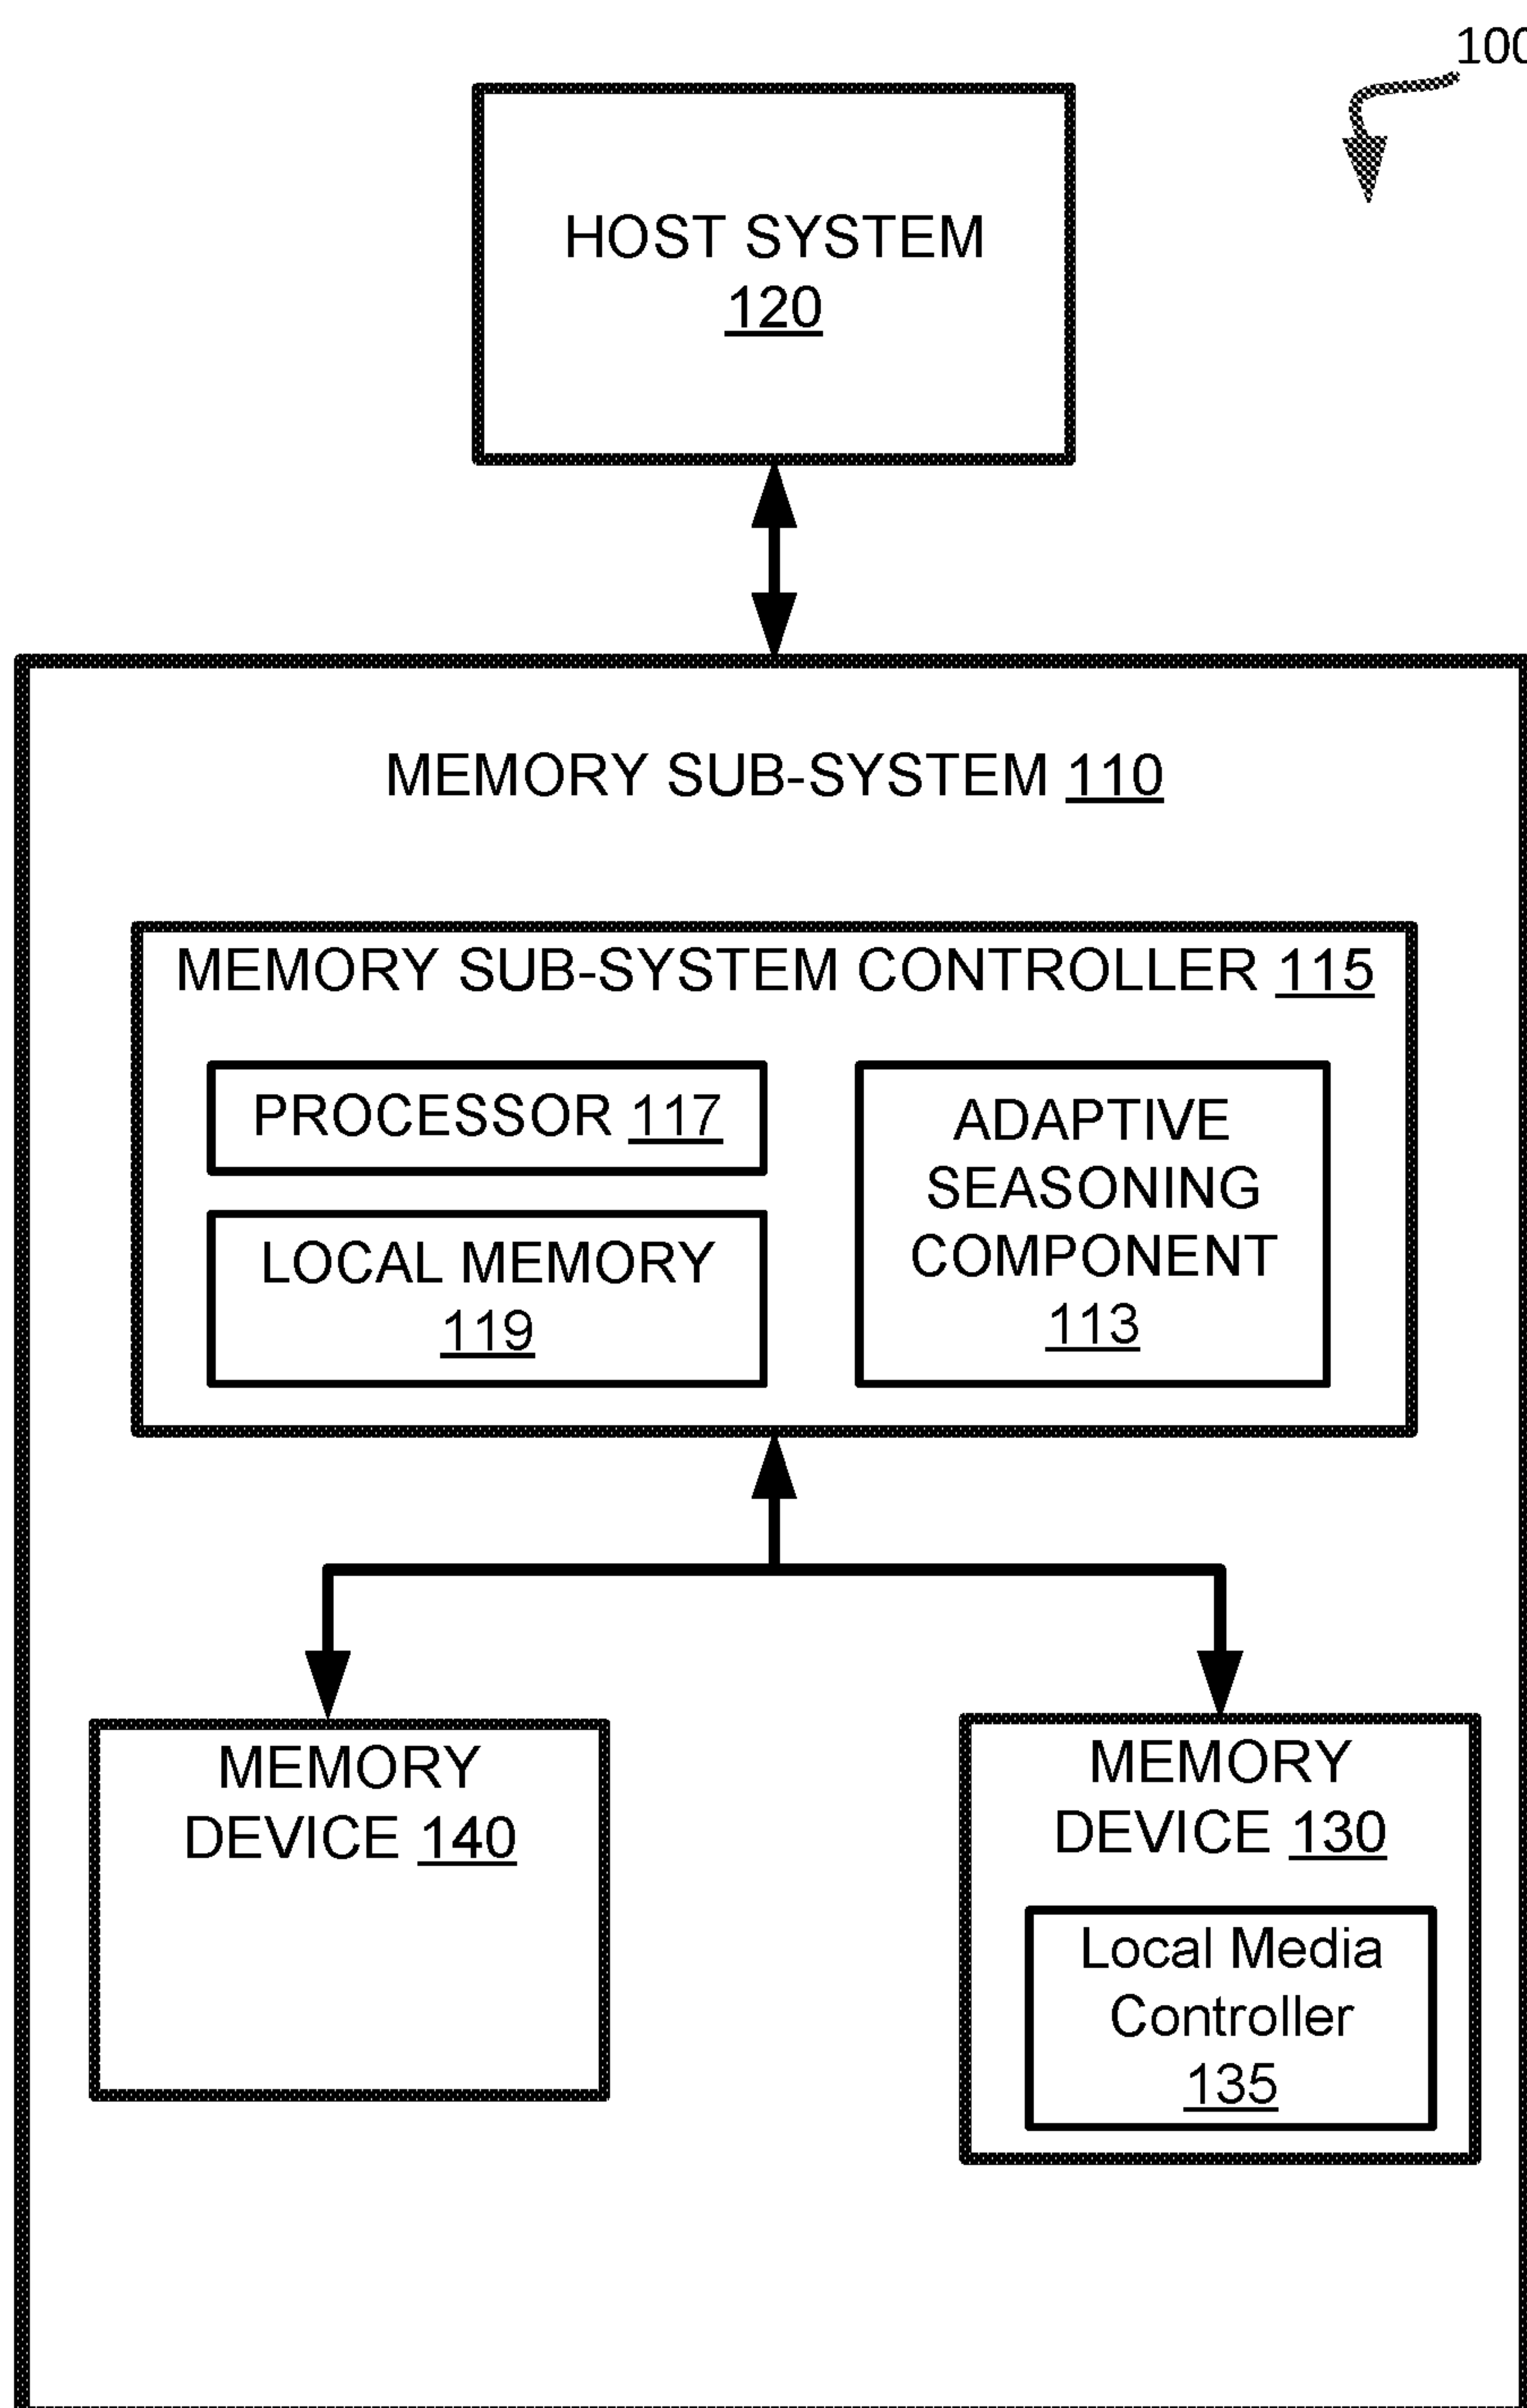 100
HOST SYSTEM
120
MEMORY SUB-SYSTEM 110
MEMORY SUB-SYSTEM CONTROLLER 115
PROCESSOR 117
LOCAL MEMORY
119
ADAPTIVE
SEASONING
COMPONENT
113
MEMORY
DEVICE 140
MEMORY
DEVICE 130
Local Media
Controller
135